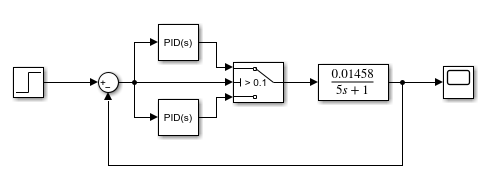 PID(s)
+
−
> 0.1
0.01458
5s + 1
PID(s)